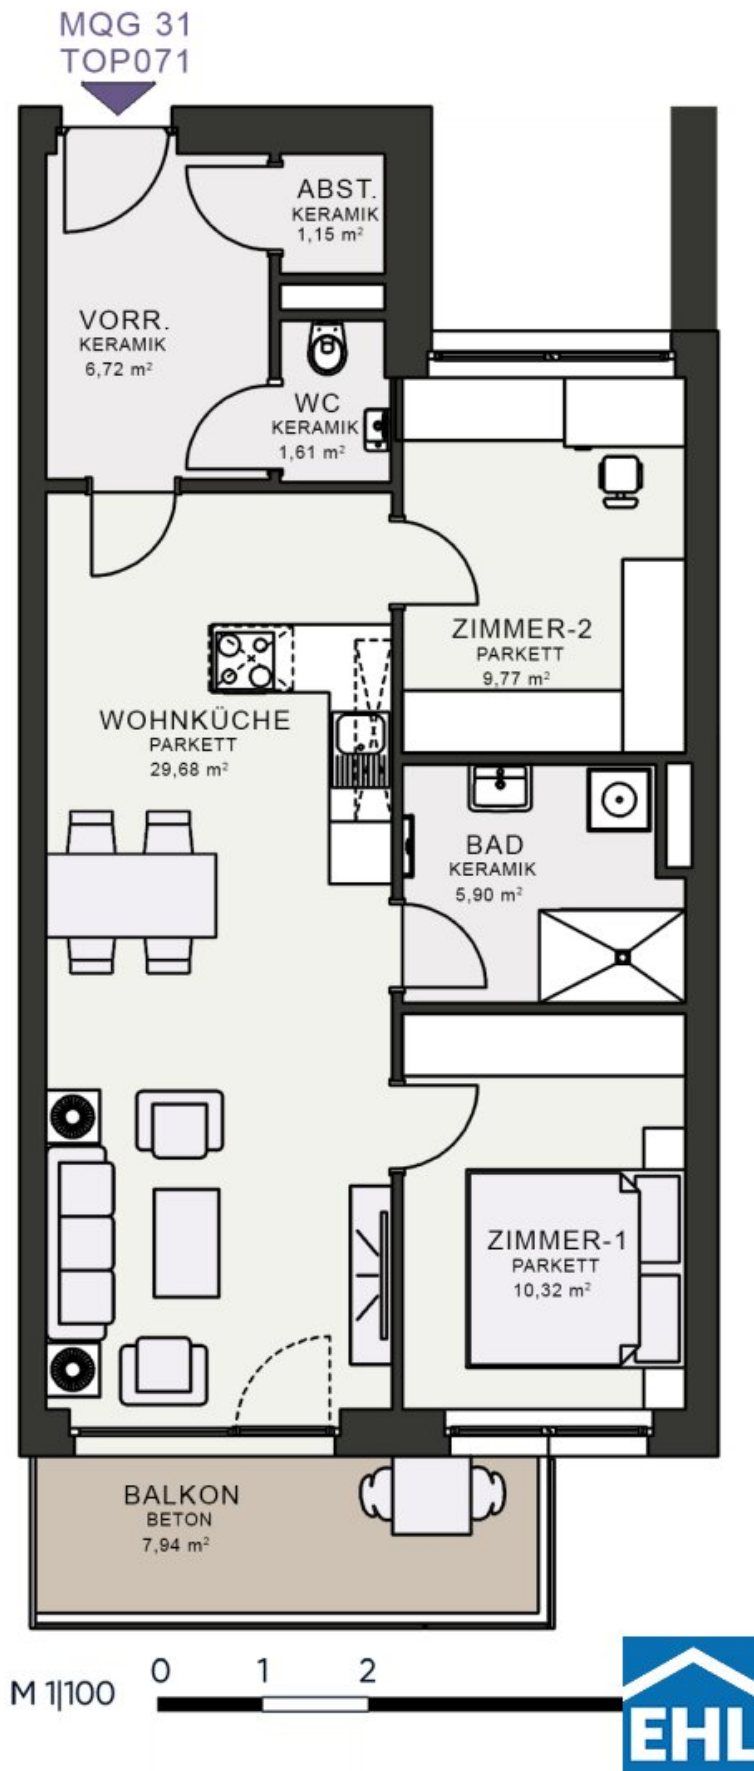 MQG 31
TOP071
ABST.
KERAMIK
1,15 m²
VORR.
KERAMIK
6,72 m²
WC
KERAMIK
1,61 m²
ZIMMER-2
PARKETT
9,77 m²
WOHNKÜCHE
PARKETT
29,68 m²
BAD
KERAMIK
5,90 m²
ZIMMER-1
PARKETT
10,32 m²
BALKON
BETON
7,94 m²
M 1|100
0 1 2
EHL